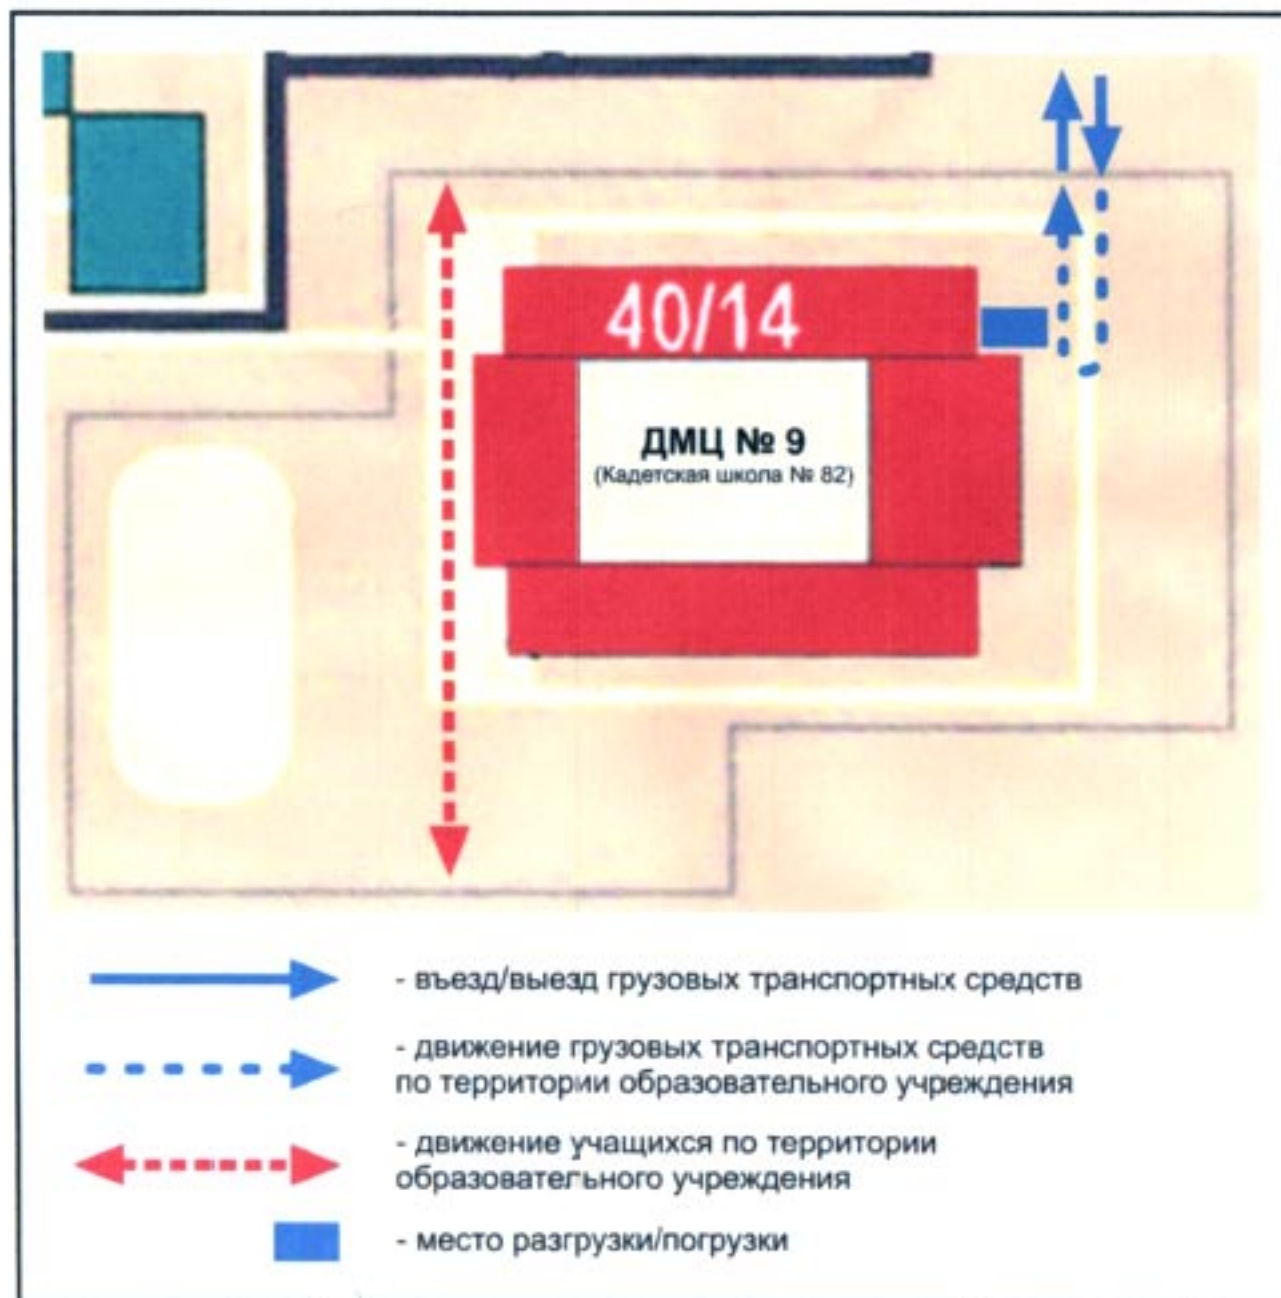 40/14
ДМЦ № 9
(Кадетская школа № 82)
- въезд/выезд грузовых транспортных средств
- движение грузовых транспортных средств
по территории образовательного учреждения
- движение учащихся по территории
образовательного учреждения
- место разгрузки/погрузки